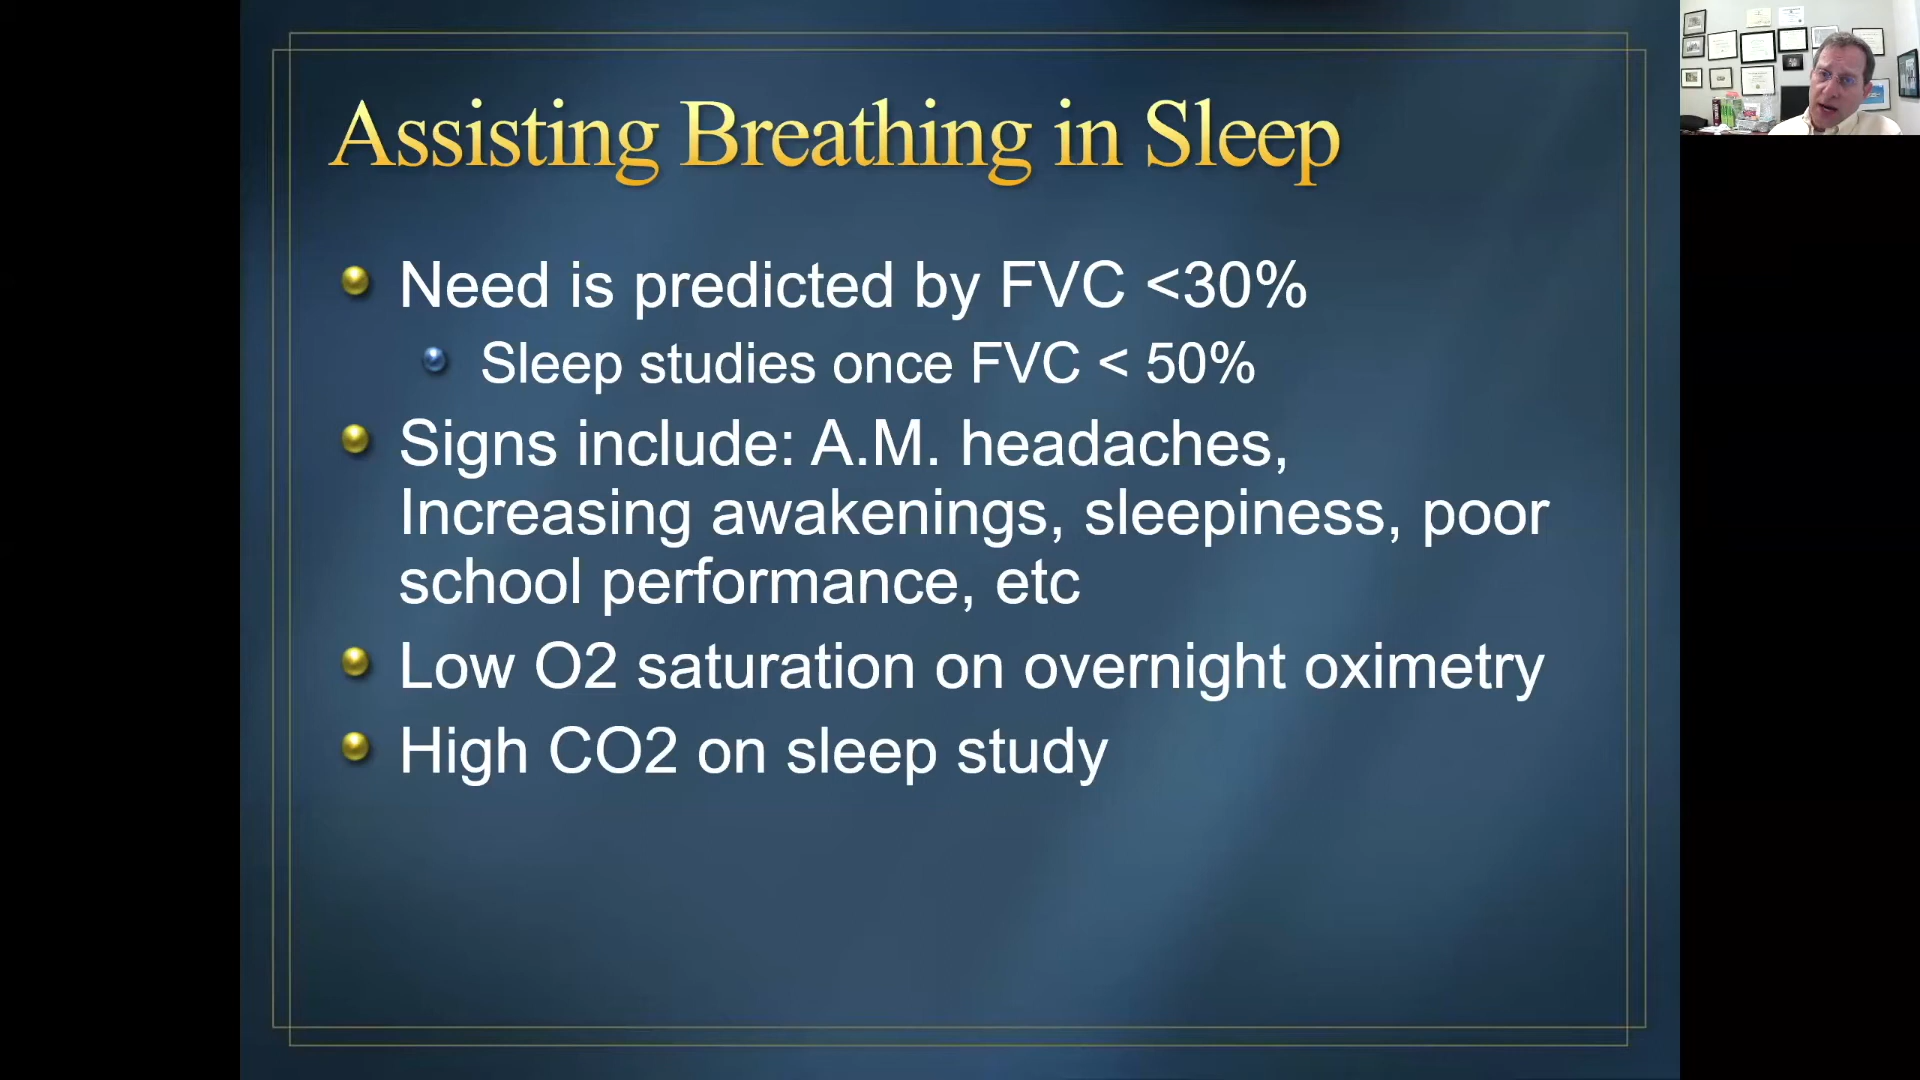 Assisting Breathing in Sleep
Need is predicted by FVC <30%
Sleep studies once FVC < 50%
Signs include: A.M. headaches,
Increasing awakenings, sleepiness, poor
school performance, etc
Low O2 saturation on overnight oximetry
High CO2 on sleep study